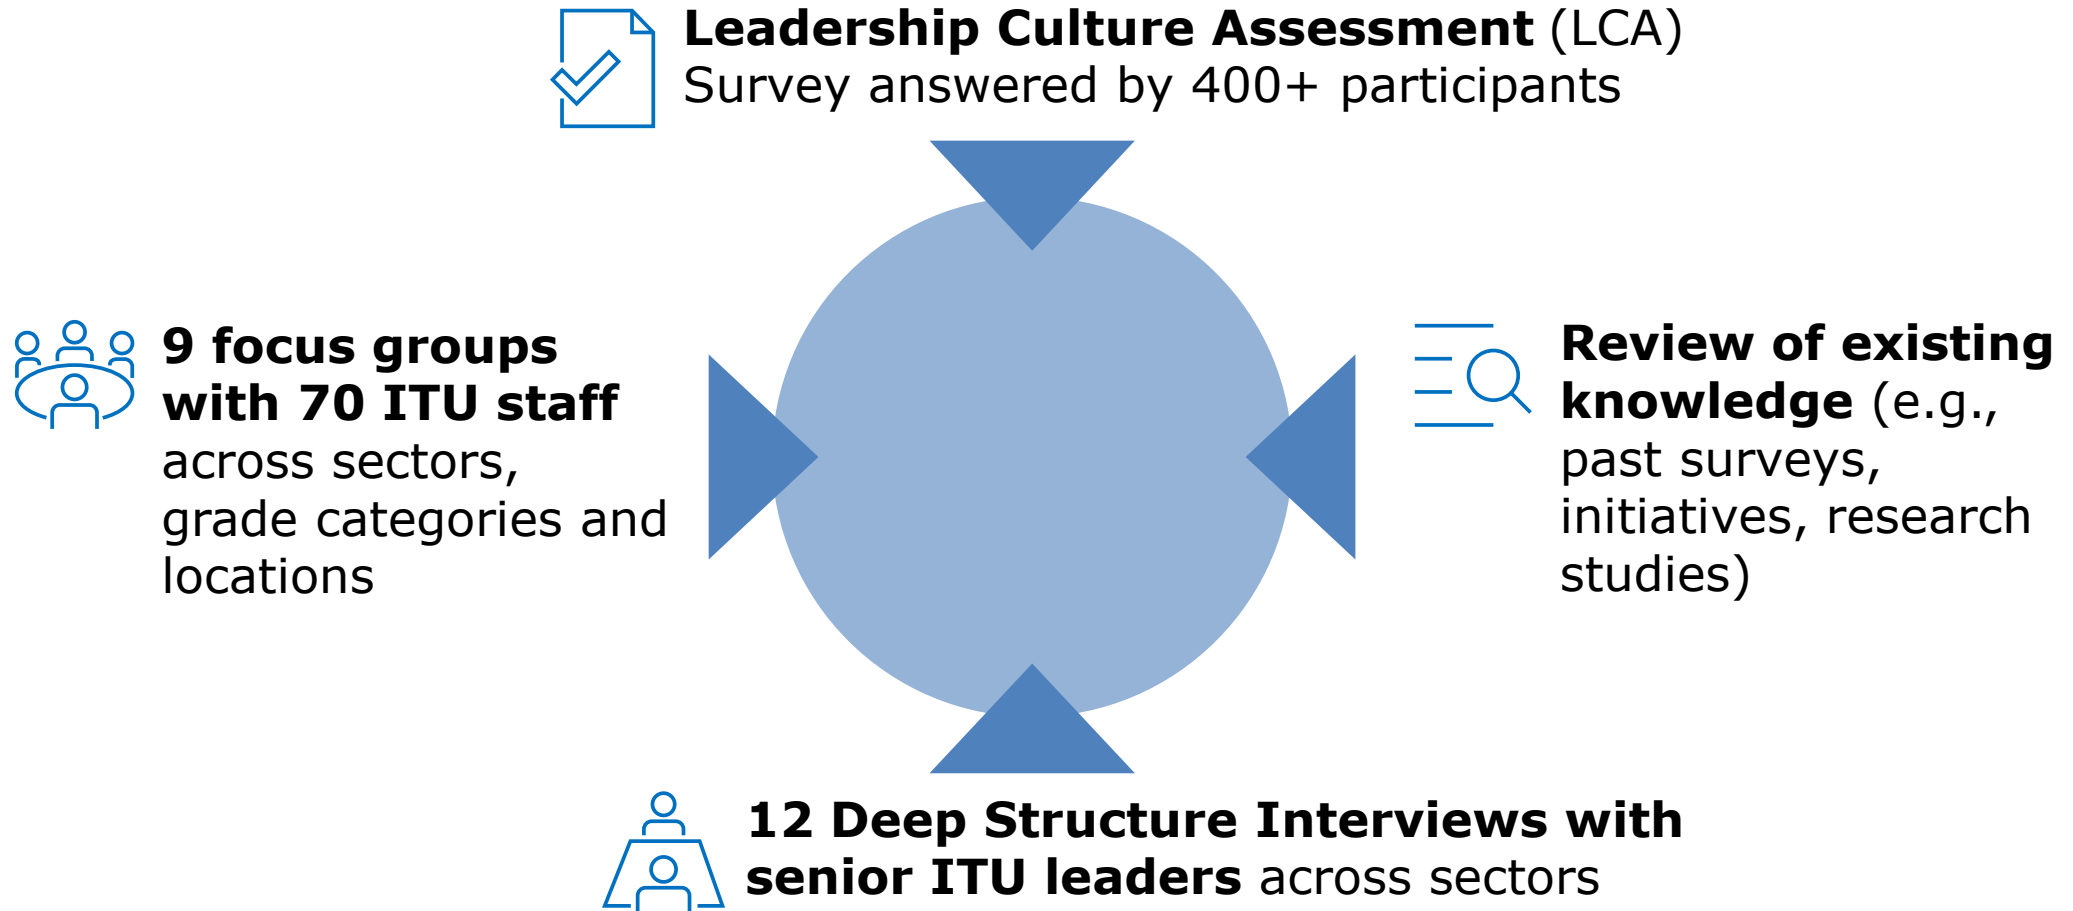 Leadership Culture Assessment (LCA)
Survey answered by 400+ participants
9 focus groups
with 70 ITU staff
across sectors,
grade categories and
locations
Review of existing
knowledge (e.g.,
past surveys,
initiatives, research
studies)
12 Deep Structure Interviews with
senior ITU leaders across sectors